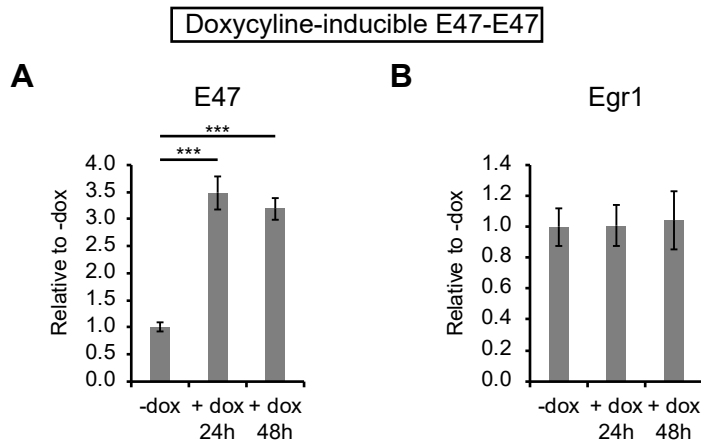 Doxycyline-inducible E47-E47
A
E47
***
***
Relative to -dox
4.0
3.5
3.0
2.5
2.0
1.5
1.0
0.5
0.0
-dox + dox + dox
24h 48h
B
Egr1
Relative to -dox
1.4
1.2
1.0
0.8
0.6
0.4
0.2
0.0
-dox + dox + dox
24h 48h